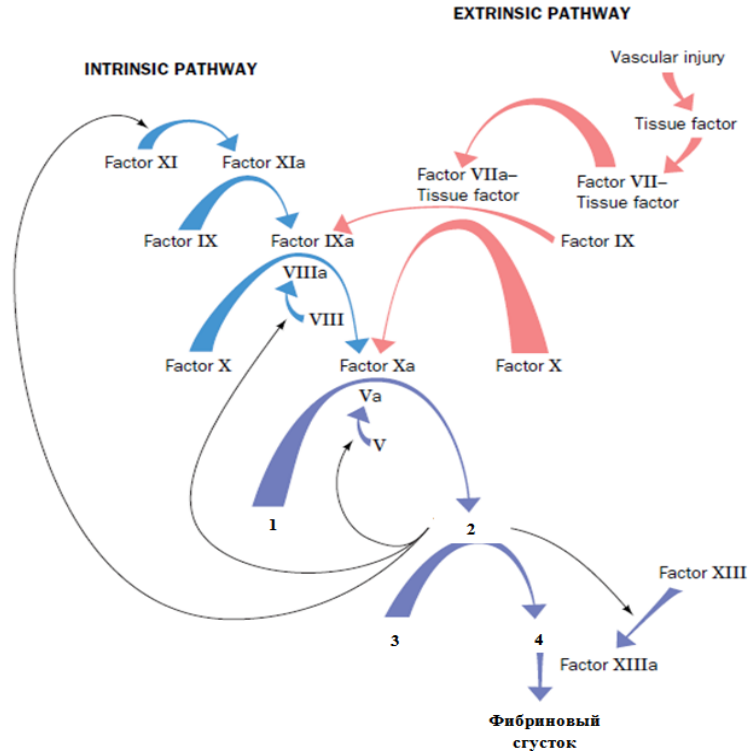 EXTRINSIC PATHWAY
Vascular injury
INTRINSIC PATHWAY
Tissue factor
Factor XI
Factor XIa
Factor VIIa–
Tissue factor
Factor VII–
Tissue factor
Factor IX
Factor IXa
Factor IX
VIIIa
VIII
Factor X
Factor Xa
Factor X
Va
V
1
2
Factor XIII
3
4
Factor XIIIa
Фибриновый
сгусток